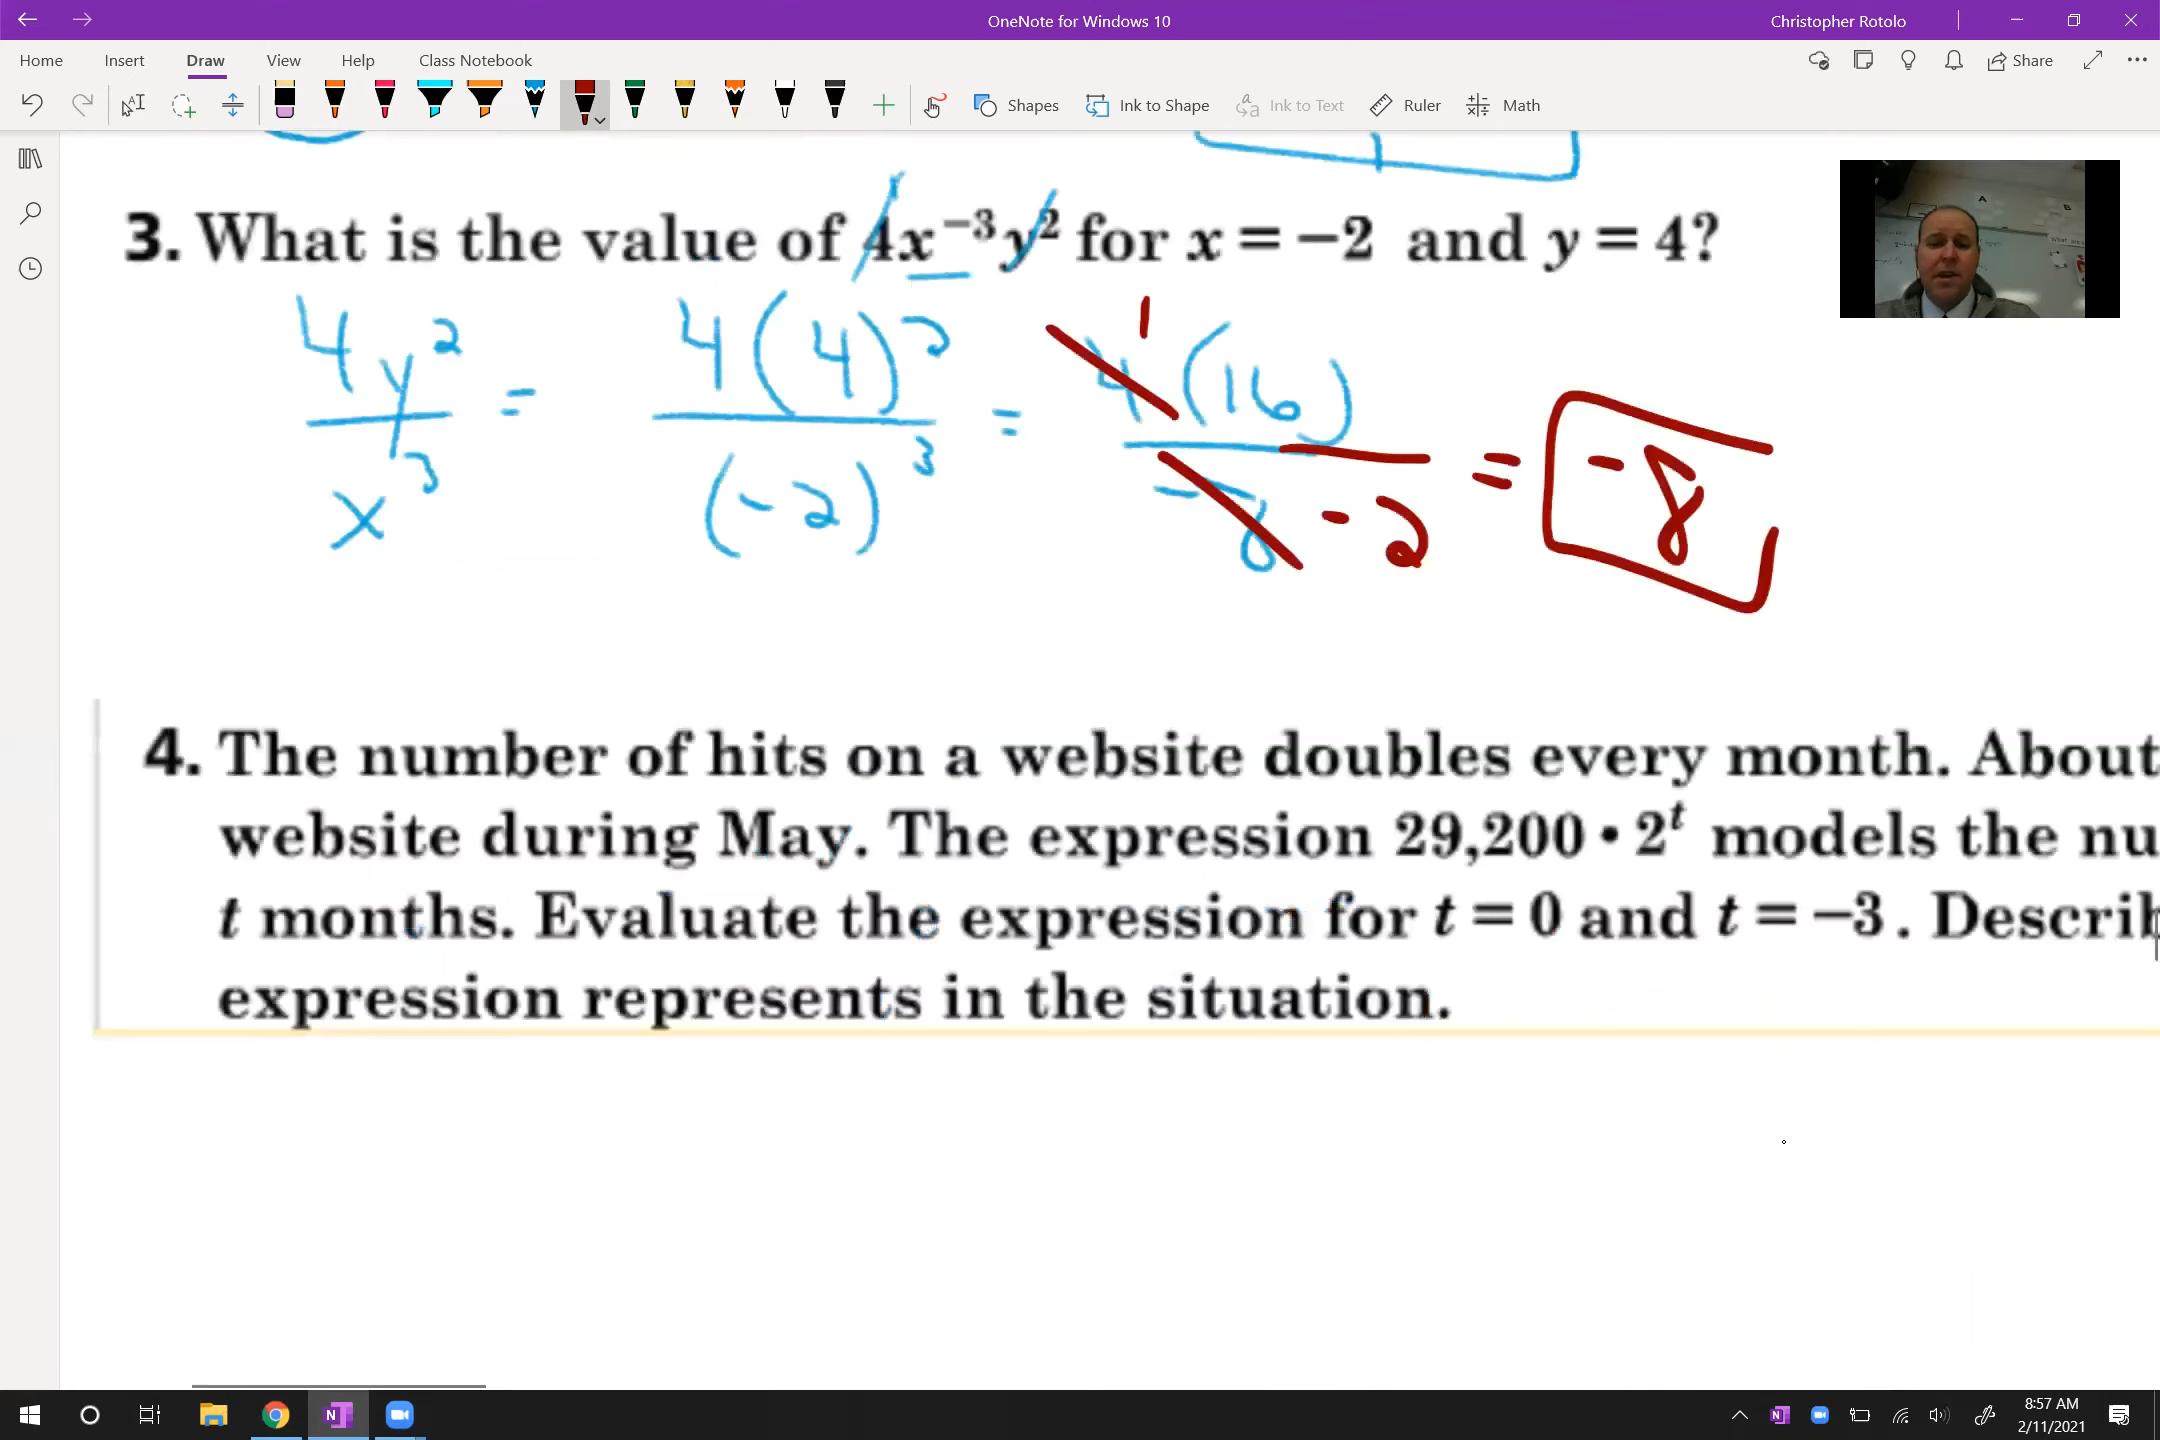 OneNote for Windows 10
Christopher Rotolo
Home Insert Draw View Help Class Notebook
Share
Shapes Ink to Shape Ink to Text Ruler Math
3. What is the value of 4x⁻³y² for x = −2 and y = 4?
4y² / x³ = 4(4)² / (-2)³ = 4(16) / -8 = -8
1
-2
4. The number of hits on a website doubles every month. About
website during May. The expression 29,200 • 2ᵗ models the
t months. Evaluate the expression for t = 0 and t = −3. 
expression represents in the situation.
8:57 AM
2/11/2021